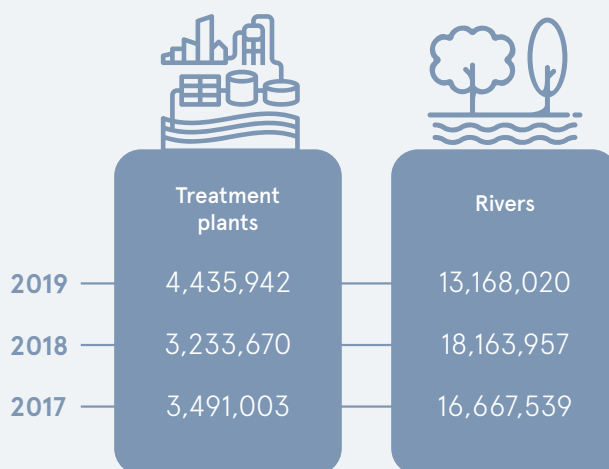 Treatment
plants
Rivers
2019 4,435,942 13,168,020
2018 3,233,670 18,163,957
2017 3,491,003 16,667,539